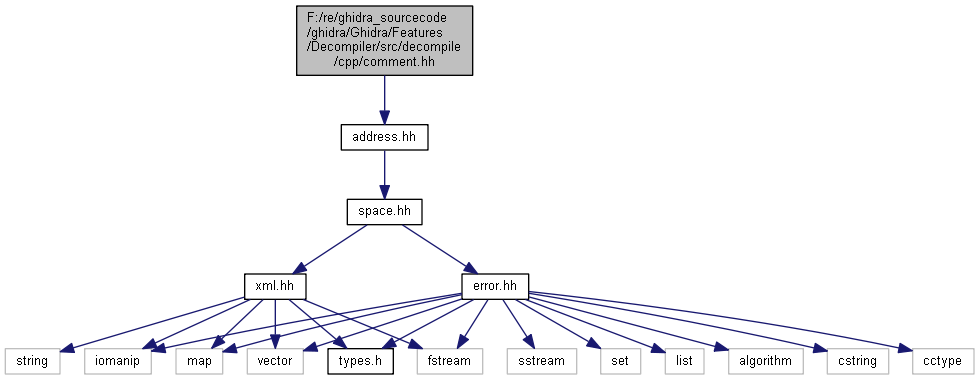 F:/re/ghidra_sourcecode
/ghidra/Ghidra/Features
/Decompiler/src/decompile
/cpp/comment.hh
address.hh
space.hh
xml.hh
error.hh
string
iomanip
map
vector
types.h
fstream
sstream
set
list
algorithm
cstring
cctype